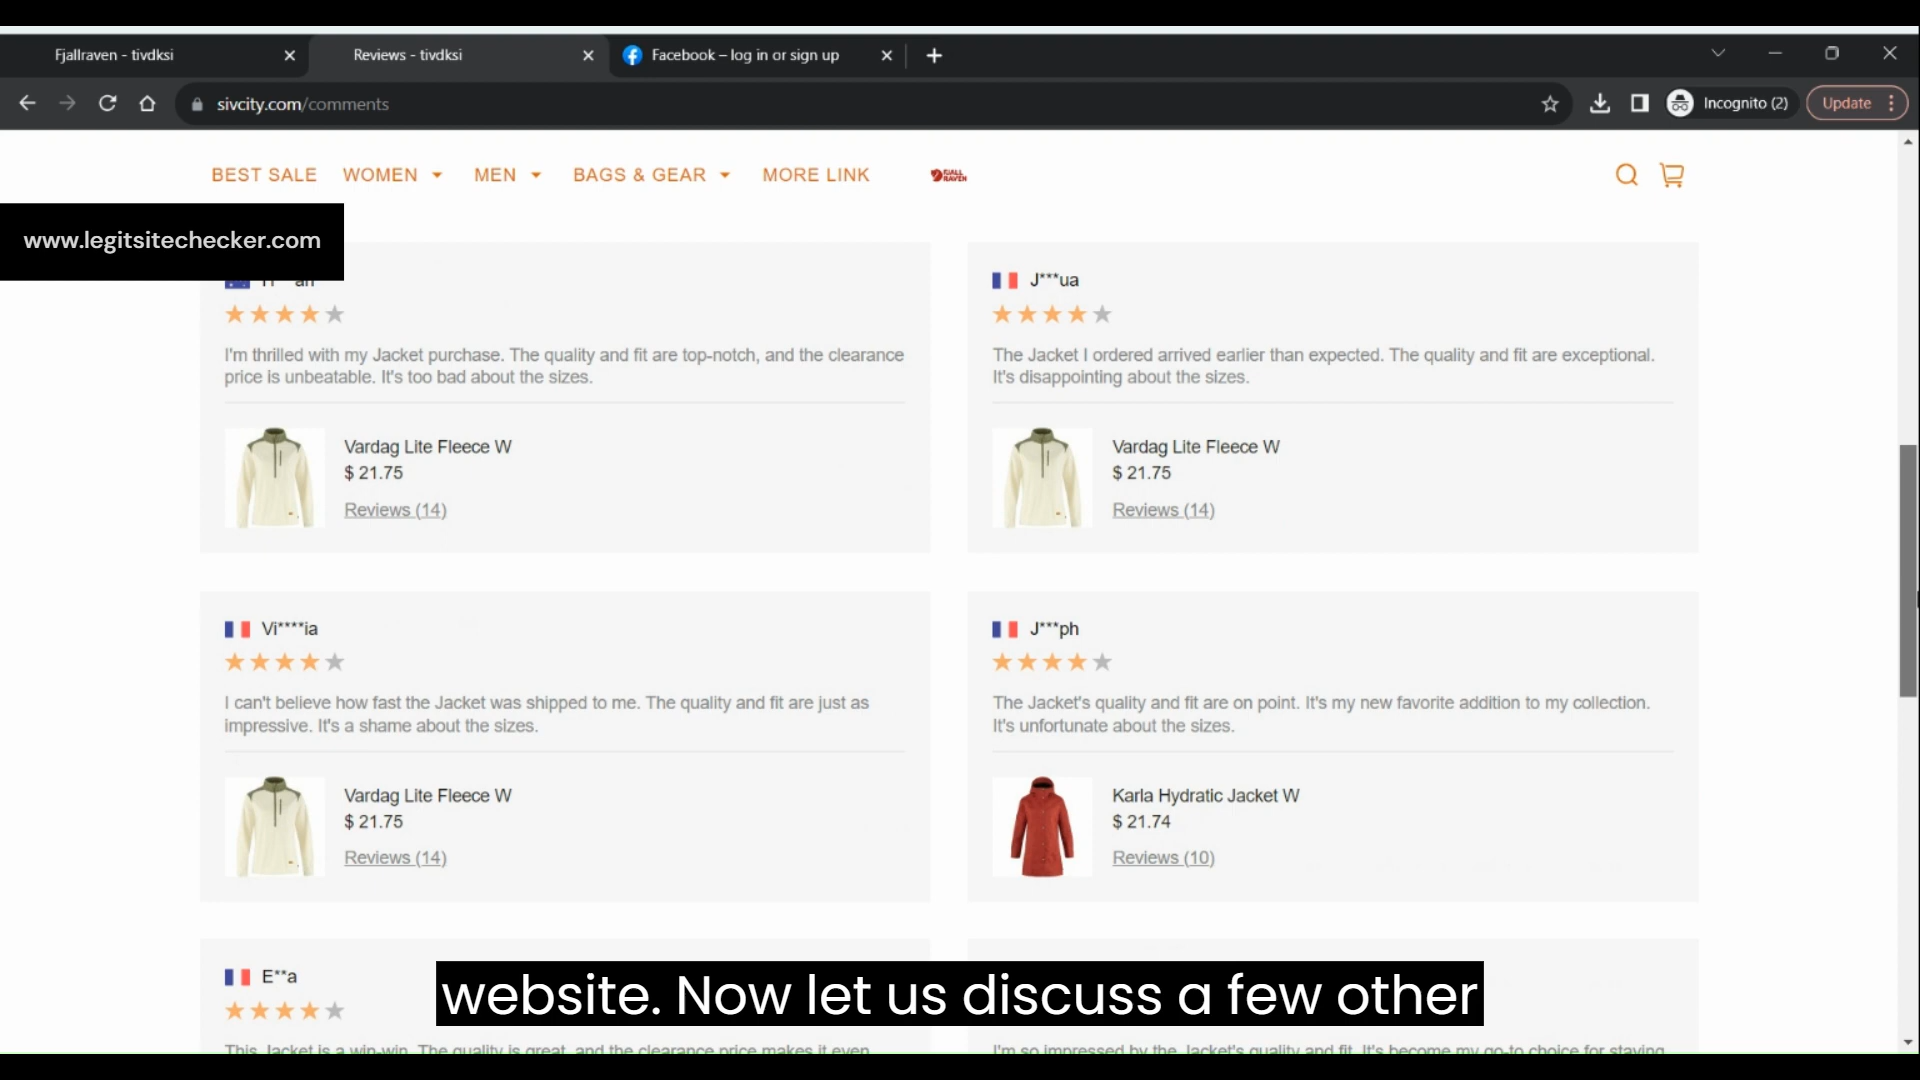 Fjallraven - tivdksi
Reviews - tivdksi
Facebook – log in or sign up
sivcity.com/comments
Incognito (2)
Update
BEST SALE WOMEN MEN BAGS & GEAR MORE LINK
FJALL
RAVEN
www.legitsitechecker.com
J***ua
I'm thrilled with my Jacket purchase. The quality and fit are top-notch, and the clearance
price is unbeatable. It's too bad about the sizes.
The Jacket I ordered arrived earlier than expected. The quality and fit are exceptional.
It's disappointing about the sizes.
Vardag Lite Fleece W
$ 21.75
Reviews (14)
Vardag Lite Fleece W
$ 21.75
Reviews (14)
Vi****ia
I can't believe how fast the Jacket was shipped to me. The quality and fit are just as
impressive. It's a shame about the sizes.
Vardag Lite Fleece W
$ 21.75
Reviews (14)
J***ph
The Jacket's quality and fit are on point. It's my new favorite addition to my collection.
It's unfortunate about the sizes.
Karla Hydratic Jacket W
$ 21.74
Reviews (10)
E**a
This Jacket is a win-win. The quality is great, and the clearance price makes it even
I'm so impressed by the Jacket's quality and fit. It's become my go-to choice for staying
website. Now let us discuss a few other